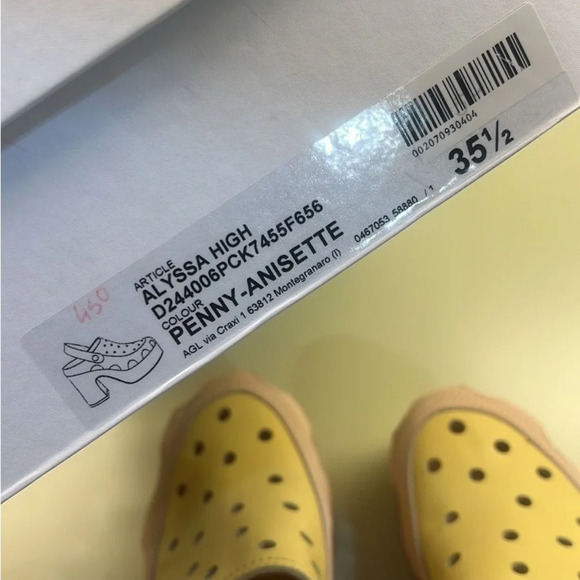 450
ARTICLE
ALYSSA HIGH
D244006PCK7455F656
COLOUR
PENNY-ANISETTE
AGL via Craxi 1 63812 Montegranaro (I)
0467053 58880 / 1
35½
002070930404